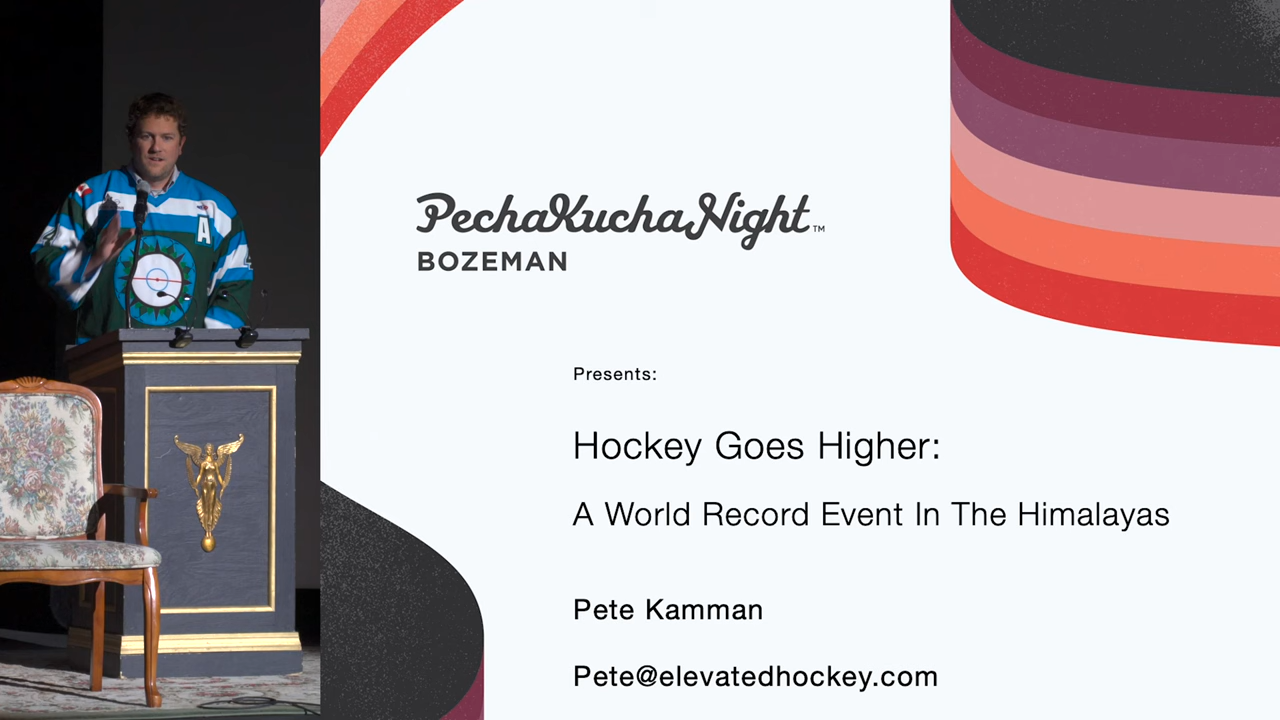 A
PechaKuchaNight™
BOZEMAN
Presents:
Hockey Goes Higher:
A World Record Event In The Himalayas
Pete Kamman
Pete@elevatedhockey.com